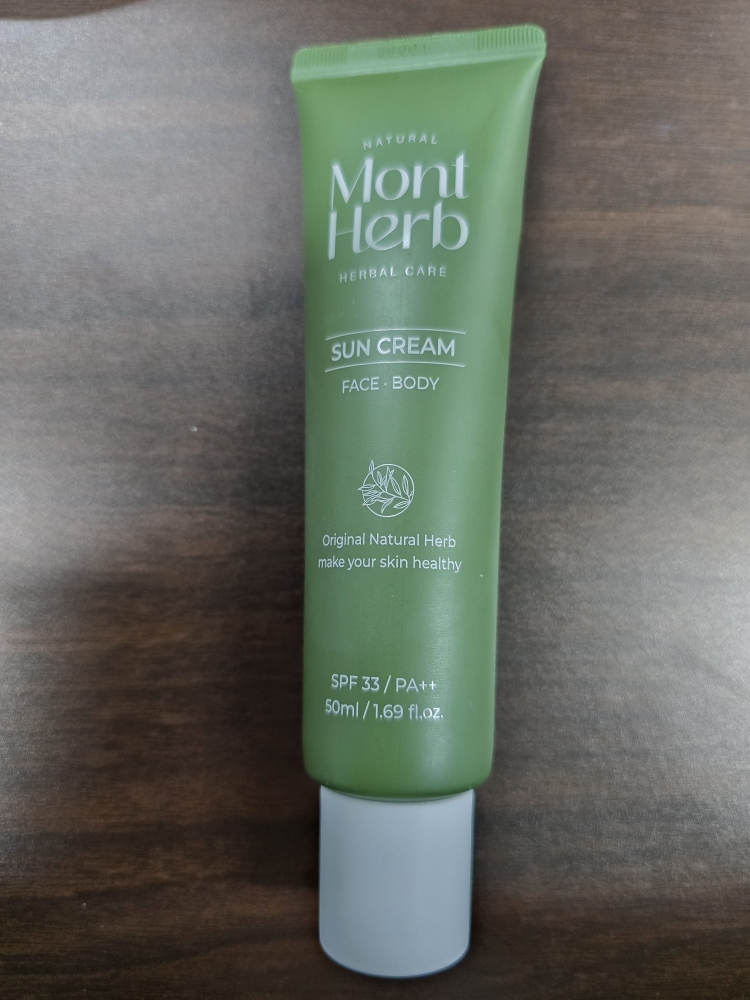 NATURAL
Mont
Herb
HERBAL CARE
SUN CREAM
FACE · BODY
Original Natural Herb
make your skin healthy
SPF 33 / PA++
50ml / 1.69 fl.oz.